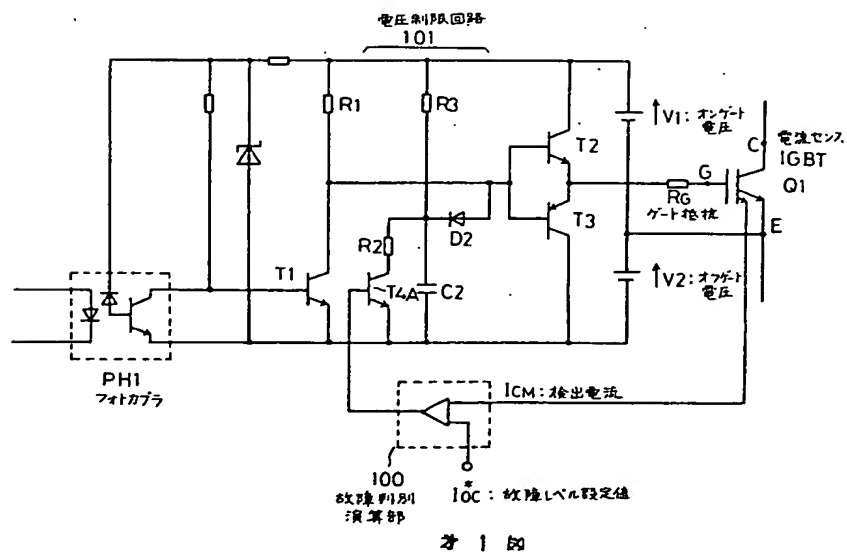 電圧制限回路
101
R1
R3
V1:オンゲート
電圧
C
電流センス
IGBT
Q1
T2
G
RG
ゲート抵抗
T3
E
D2
R2
T1
T4A
C2
V2:オフゲート
電圧
PH1
フォトカプラ
ICM:検出電流
100
故障判別
演算部
I*OC:故障レベル設定値
第1図